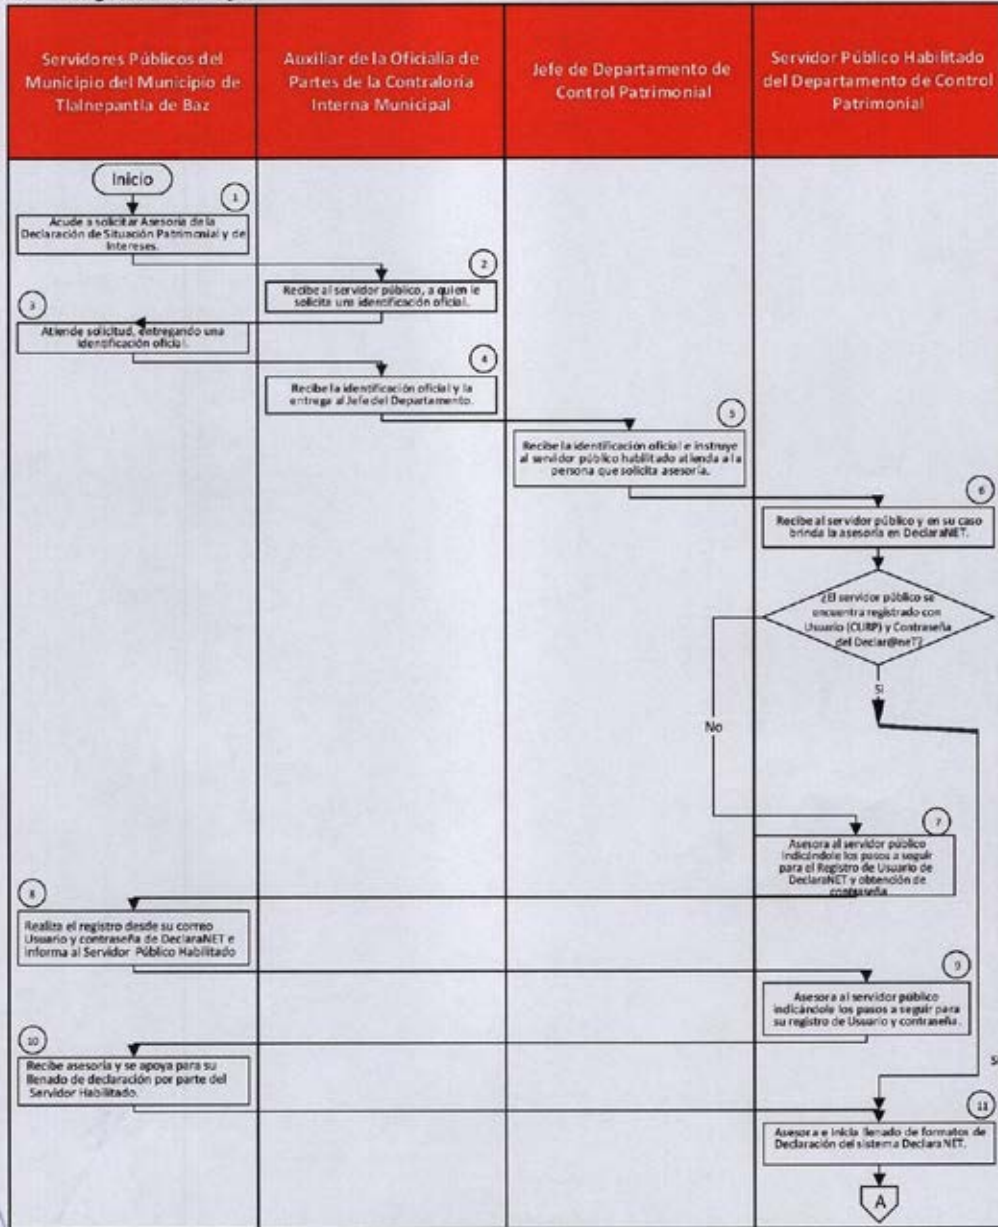 Servidores Públicos del
Municipio del Municipio de
Tlalnepantla de Baz
Auxiliar de la Oficialía de
Partes de la Contraloría
Interna Municipal
Jefe de Departamento de
Control Patrimonial
Servidor Público Habilitado
del Departamento de Control
Patrimonial
Inicio
1
Acude a solicitar Asesoría de la
Declaración de Situación Patrimonial y de
Intereses.
2
Recibe al servidor público, a quien le
solicita una identificación oficial.
3
Atiende solicitud, entregando una
identificación oficial.
4
Recibe la identificación oficial y la
entrega al Jefe del Departamento.
5
Recibe la identificación oficial e instruye
al servidor público habilitado atienda a la
persona que solicita asesoría.
6
Recibe al servidor público y en su caso
brinda la asesoría en DeclaraNET.
¿El servidor público se
encuentra registrado con
Usuario (CURP) y Contraseña
del Declar@neT?
Si
No
7
Asesora al servidor público
indicándole los pasos a seguir
para el Registro de Usuario de
DeclaraNET y obtención de
contraseña
8
Realiza el registro desde su correo
Usuario y contraseña de DeclaraNET e
informa al Servidor Público Habilitado
9
Asesora al servidor público
indicándole los pasos a seguir para
su registro de Usuario y contraseña.
10
Recibe asesoría y se apoya para su
llenado de declaración por parte del
Servidor Habilitado.
11
Asesora e inicia llenado de formatos de
Declaración del sistema DeclaraNET.
A